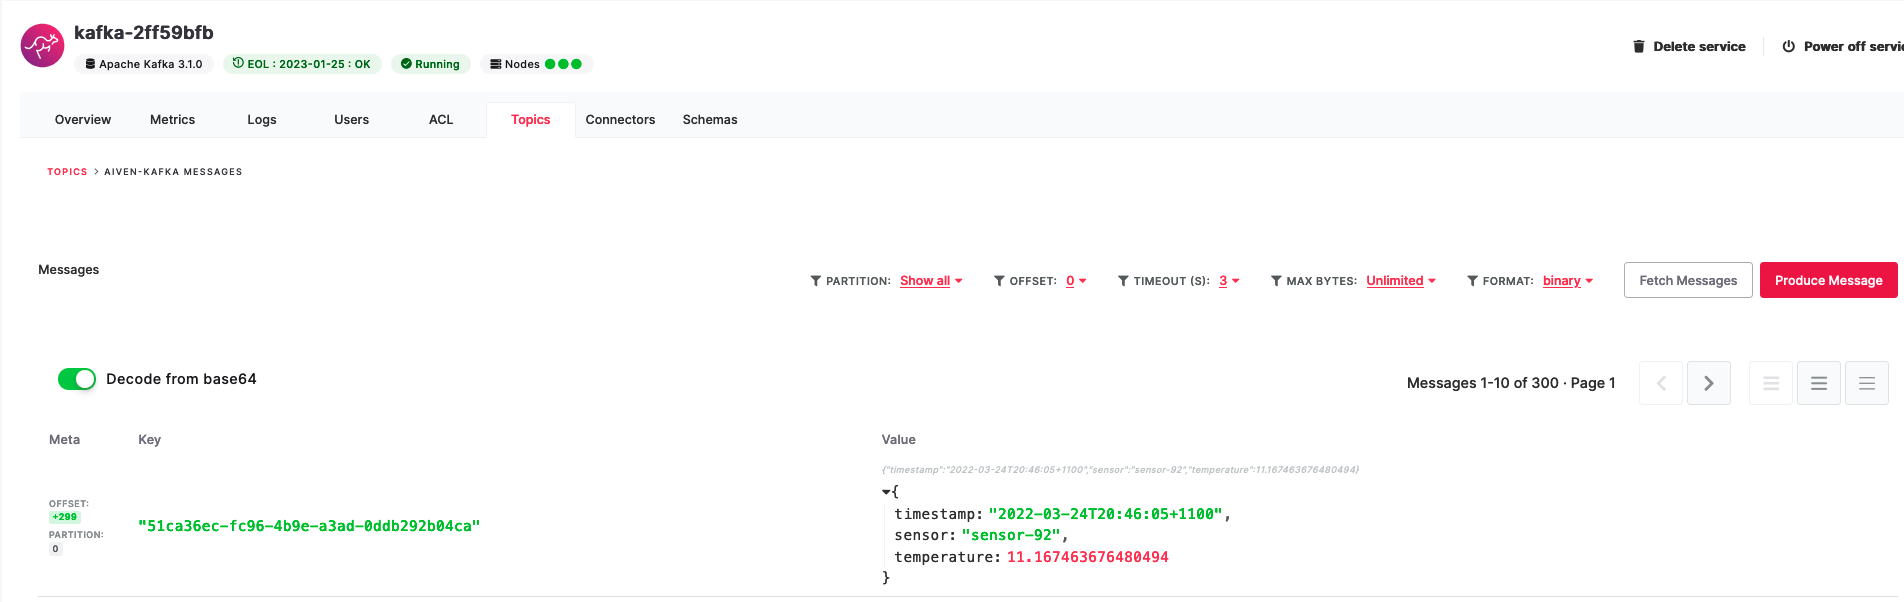 kafka-2ff59bfb
Apache Kafka 3.1.0 EOL : 2023-01-25 : OK Running Nodes
Delete service Power off servi
Overview Metrics Logs Users ACL Topics Connectors Schemas
TOPICS > AIVEN-KAFKA MESSAGES
Messages
PARTITION: Show all OFFSET: 0 TIMEOUT (S): 3 MAX BYTES: Unlimited FORMAT: binary Fetch Messages Produce Message
Decode from base64
Messages 1-10 of 300 · Page 1
Meta Key Value
{"timestamp":"2022-03-24T20:46:05+1100","sensor":"sensor-92","temperature":11.167463676480494}
OFFSET:
+299
PARTITION:
0
"51ca36ec-fc96-4b9e-a3ad-0ddb292b04ca"
{
timestamp: "2022-03-24T20:46:05+1100",
sensor: "sensor-92",
temperature: 11.167463676480494
}